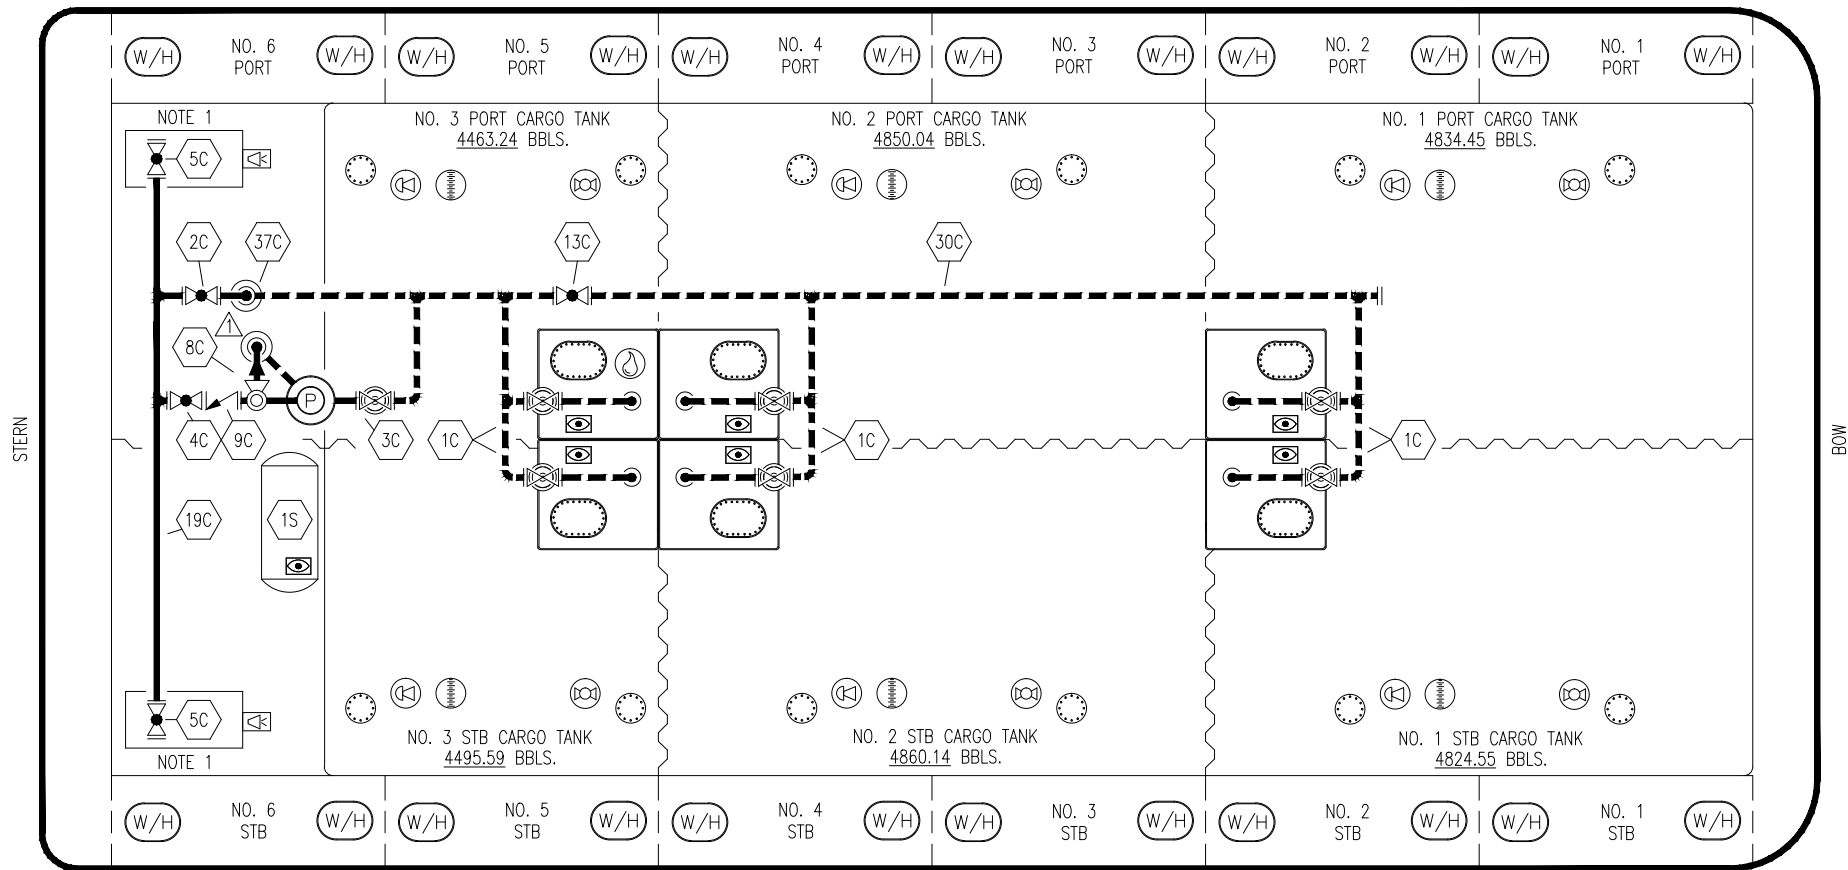 W/H
NO. 6
PORT
W/H
W/H
NO. 5
PORT
W/H
W/H
NO. 4
PORT
W/H
NO. 3
PORT
W/H
W/H
NO. 2
PORT
W/H
W/H
NO. 1
PORT
W/H
NOTE 1
5C
NO. 3 PORT CARGO TANK
4463.24 BBLS.
NO. 2 PORT CARGO TANK
4850.04 BBLS.
NO. 1 PORT CARGO TANK
4834.45 BBLS.
2C
37C
13C
30C
1
8C
P
4C
9C
3C
1C
1C
1C
STERN
BOW
19C
1S
5C
NOTE 1
NO. 3 STB CARGO TANK
4495.59 BBLS.
NO. 2 STB CARGO TANK
4860.14 BBLS.
NO. 1 STB CARGO TANK
4824.55 BBLS.
W/H
NO. 6
STB
W/H
W/H
NO. 5
STB
W/H
W/H
NO. 4
STB
W/H
NO. 3
STB
W/H
W/H
NO. 2
STB
W/H
W/H
NO. 1
STB
W/H